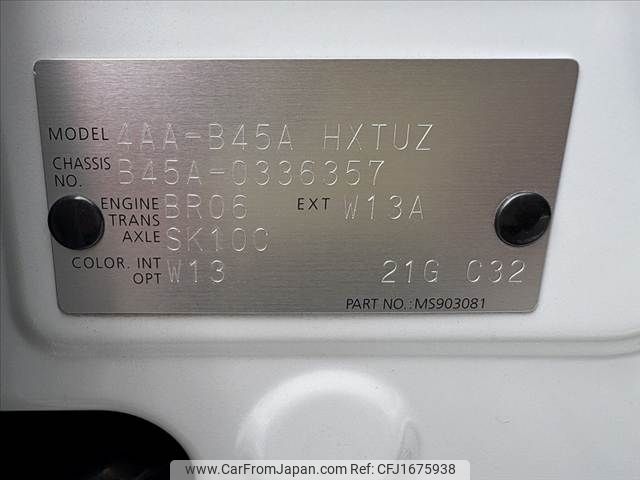 MODEL 4AA-B45A HXTUZ
CHASSIS NO. B45A-0336357
ENGINE BR06 EXT W13A
TRANS
AXLE SK10C
COLOR. INT W13 21G C32
OPT
PART NO.:MS903081
www.CarFromJapan.com - Ref.No CFJ1675938